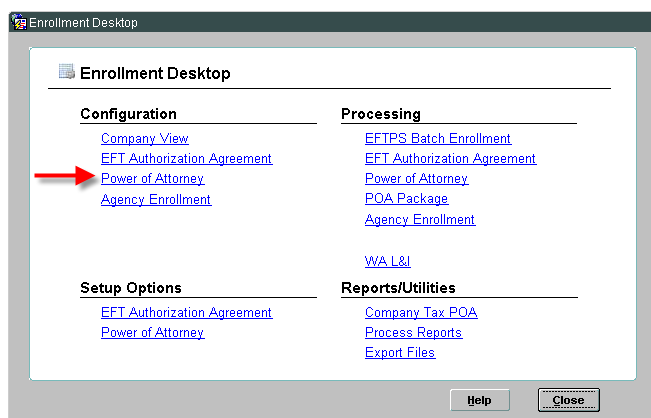 Enrollment Desktop
Enrollment Desktop
Configuration
Company View
EFT Authorization Agreement
Power of Attorney
Agency Enrollment
Processing
EFTPS Batch Enrollment
EFT Authorization Agreement
Power of Attorney
POA Package
Agency Enrollment
WA L&I
Setup Options
EFT Authorization Agreement
Power of Attorney
Reports/Utilities
Company Tax POA
Process Reports
Export Files
Help
Close